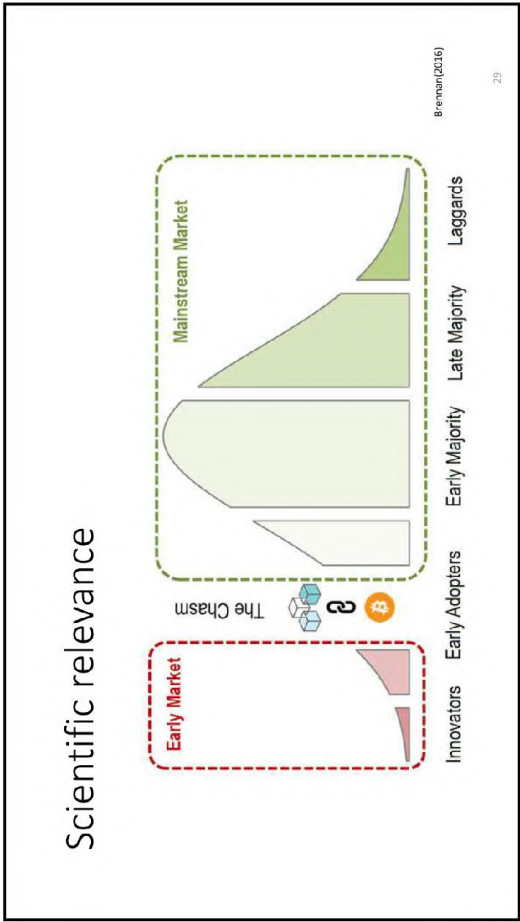 Scientific relevance
Early Market
The Chasm
Mainstream Market
Innovators
Early Adopters
Early Majority
Late Majority
Laggards
Brennan(2016)
29